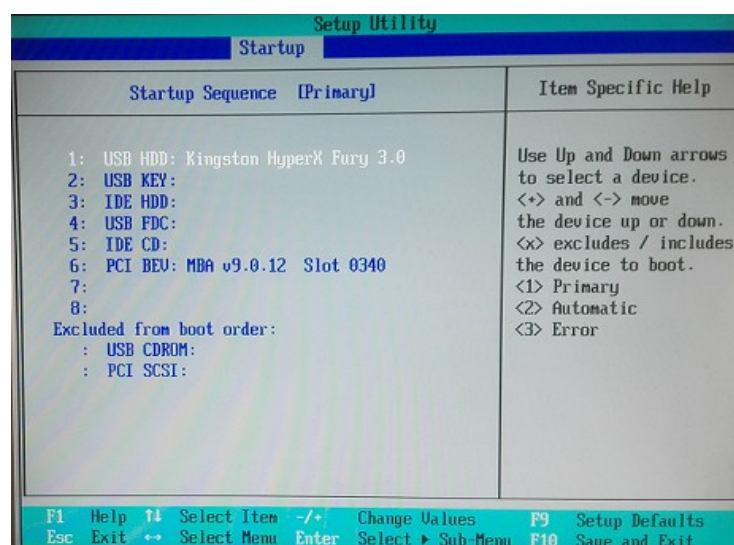 Setup Utility
Startup
Startup Sequence [Primary]
1: USB HDD: Kingston HyperX Fury 3.0
2: USB KEY:
3: IDE HDD:
4: USB FDC:
5: IDE CD:
6: PCI BEV: MBA v9.0.12 Slot 0340
7:
8:
Excluded from boot order:
: USB CDROM:
: PCI SCSI:
Item Specific Help
Use Up and Down arrows
to select a device.
<+> and <-> move
the device up or down.
<x> excludes / includes
the device to boot.
<1> Primary
<2> Automatic
<3> Error
F1 Help ↑↓ Select Item -/+ Change Values F9 Setup Defaults
Esc Exit ↔ Select Menu Enter Select ▸ Sub-Menu F10 Save and Exit